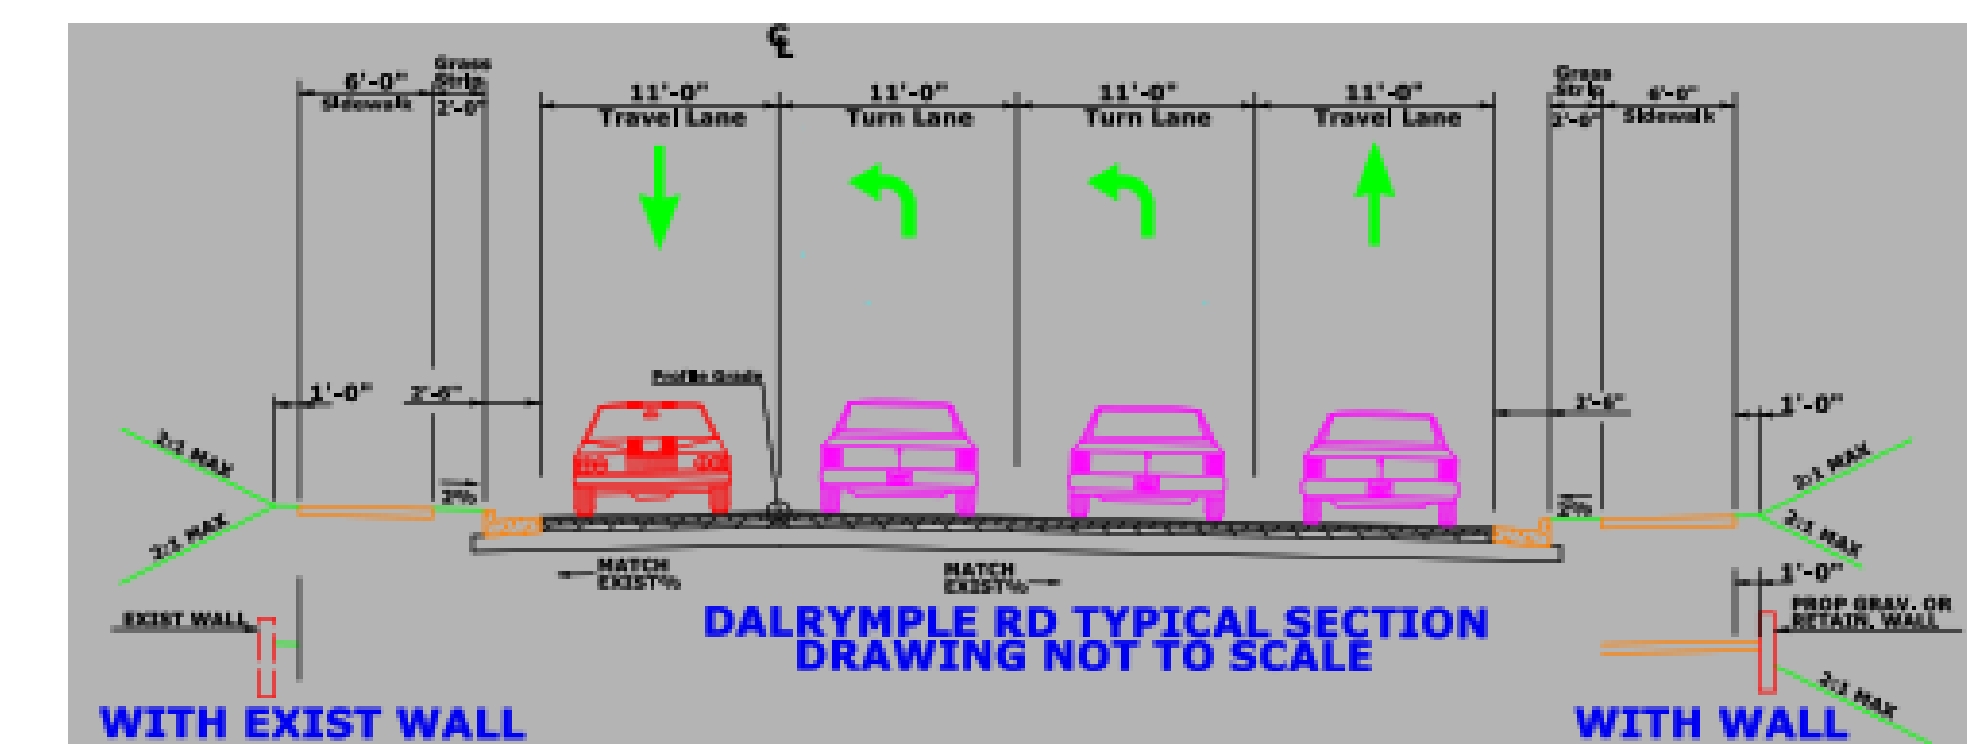 ℄
6'-0"
Sidewalk
Grass
Strip
2'-0"
11'-0"
Travel Lane
11'-0"
Turn Lane
11'-0"
Turn Lane
11'-0"
Travel Lane
Grass
Strip
2'-0"
6'-0"
Sidewalk
Profile Grade
1'-0"
2'-6"
2'-6"
1'-0"
2:1 MAX
2:1 MAX
2%
2%
2:1 MAX
2:1 MAX
MATCH
EXIST%
MATCH
EXIST%
1'-0"
EXIST WALL
PROP GRAV. OR
RETAIN. WALL
2:1 MAX
DALRYMPLE RD TYPICAL SECTION
DRAWING NOT TO SCALE
WITH EXIST WALL
WITH WALL